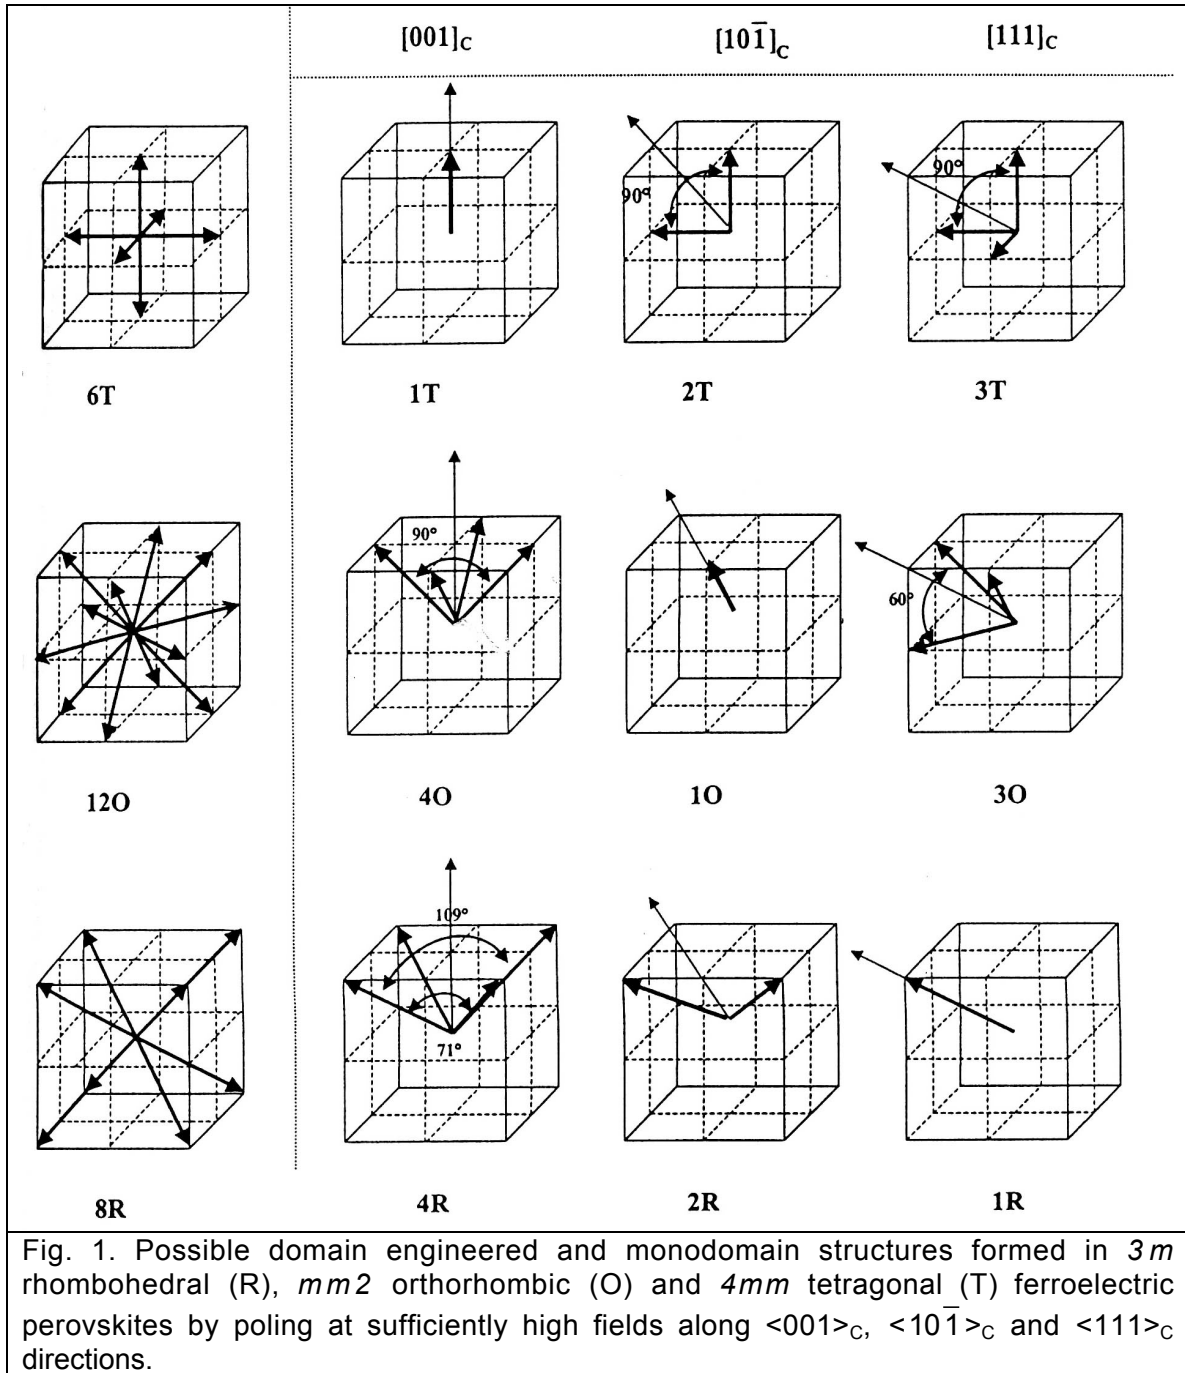 [001]C [101̅]C [111]C
90° 90°
6T 1T 2T 3T
90° 60°
12O 4O 1O 3O
109°
71°
8R 4R 2R 1R
Fig. 1. Possible domain engineered and monodomain structures formed in 3m
rhombohedral (R), mm2 orthorhombic (O) and 4mm tetragonal (T) ferroelectric
perovskites by poling at sufficiently high fields along <001>C, <101̅>C and <111>C
directions.